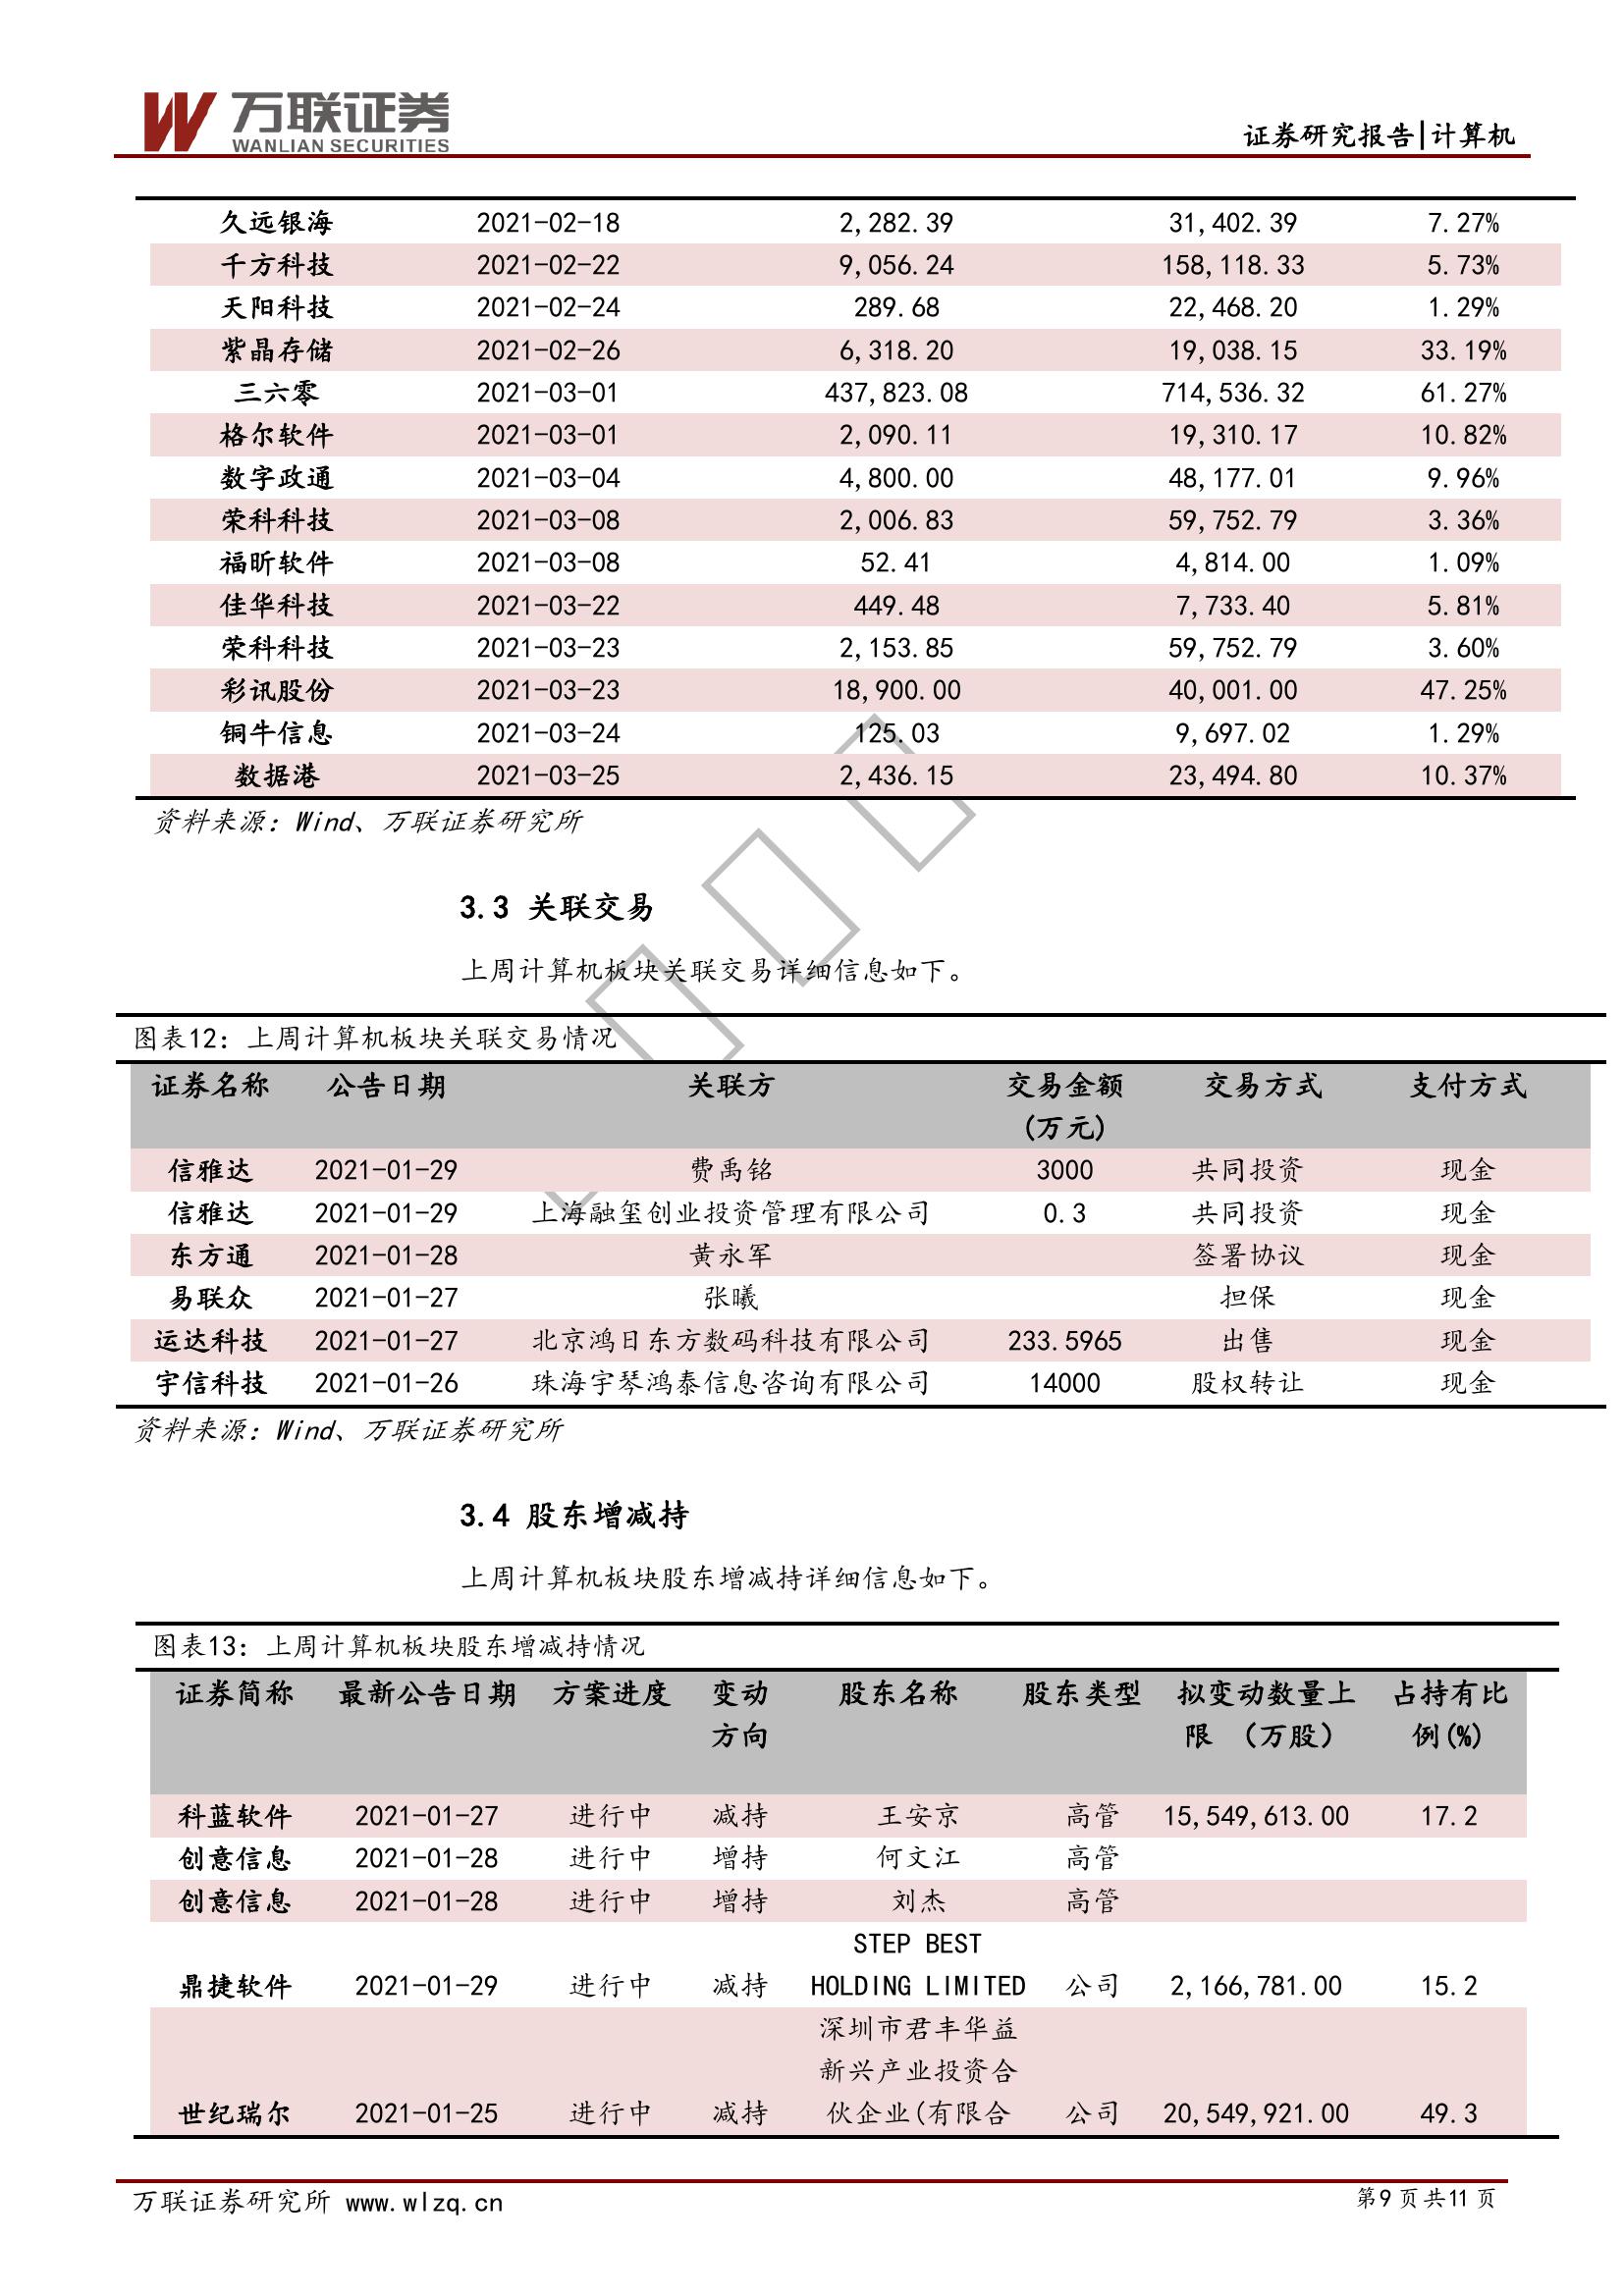 万联证券
WANLIAN SECURITIES
证券研究报告|计算机
久远银海 2021-02-18 2,282.39 31,402.39 7.27%
千方科技 2021-02-22 9,056.24 158,118.33 5.73%
天阳科技 2021-02-24 289.68 22,468.20 1.29%
紫晶存储 2021-02-26 6,318.20 19,038.15 33.19%
三六零 2021-03-01 437,823.08 714,536.32 61.27%
格尔软件 2021-03-01 2,090.11 19,310.17 10.82%
数字政通 2021-03-04 4,800.00 48,177.01 9.96%
荣科科技 2021-03-08 2,006.83 59,752.79 3.36%
福昕软件 2021-03-08 52.41 4,814.00 1.09%
佳华科技 2021-03-22 449.48 7,733.40 5.81%
荣科科技 2021-03-23 2,153.85 59,752.79 3.60%
彩讯股份 2021-03-23 18,900.00 40,001.00 47.25%
铜牛信息 2021-03-24 125.03 9,697.02 1.29%
数据港 2021-03-25 2,436.15 23,494.80 10.37%
资料来源：Wind、万联证券研究所
3.3 关联交易
上周计算机板块关联交易详细信息如下。
图表12：上周计算机板块关联交易情况
证券名称 公告日期 关联方 交易金额 交易方式 支付方式
(万元)
信雅达 2021-01-29 费禹铭 3000 共同投资 现金
信雅达 2021-01-29 上海融玺创业投资管理有限公司 0.3 共同投资 现金
东方通 2021-01-28 黄永军 签署协议 现金
易联众 2021-01-27 张曦 担保 现金
运达科技 2021-01-27 北京鸿日东方数码科技有限公司 233.5965 出售 现金
宇信科技 2021-01-26 珠海宇琴鸿泰信息咨询有限公司 14000 股权转让 现金
资料来源：Wind、万联证券研究所
3.4 股东增减持
上周计算机板块股东增减持详细信息如下。
图表13：上周计算机板块股东增减持情况
证券简称 最新公告日期 方案进度 变动 股东名称 股东类型 拟变动数量上 占持有比
方向 限 （万股） 例(%)
科蓝软件 2021-01-27 进行中 减持 王安京 高管 15,549,613.00 17.2
创意信息 2021-01-28 进行中 增持 何文江 高管
创意信息 2021-01-28 进行中 增持 刘杰 高管
STEP BEST
鼎捷软件 2021-01-29 进行中 减持 HOLDING LIMITED 公司 2,166,781.00 15.2
深圳市君丰华益
新兴产业投资合
世纪瑞尔 2021-01-25 进行中 减持 伙企业(有限合 公司 20,549,921.00 49.3
万联证券研究所 www.wlzq.cn
第9页共11页